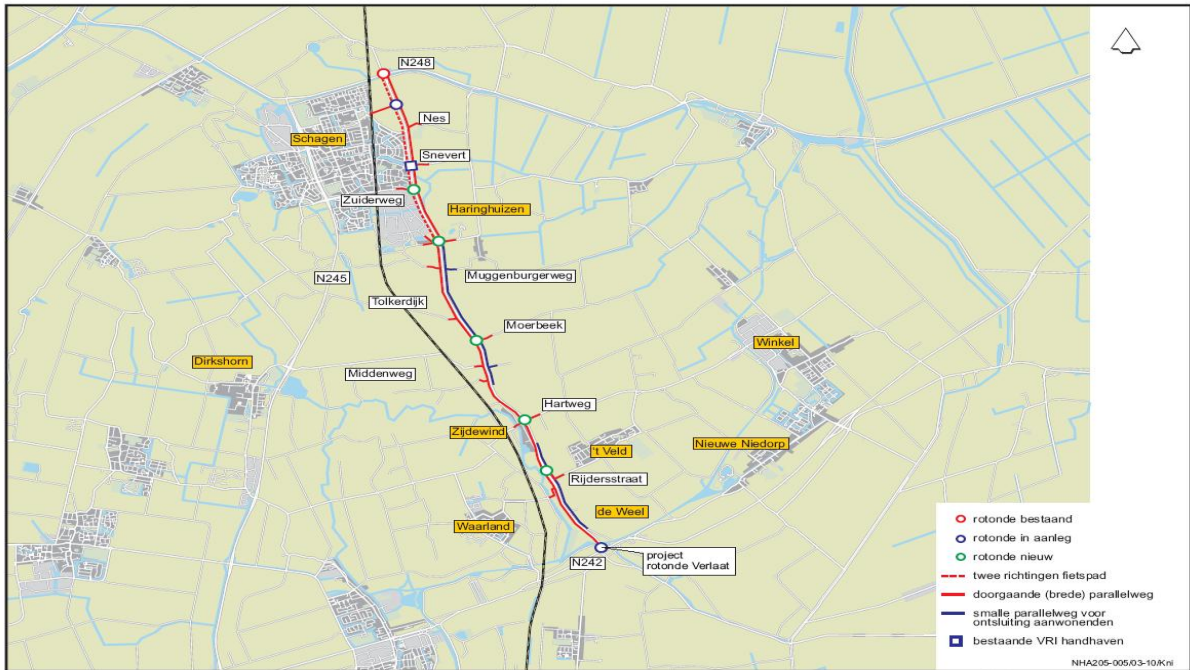 N248
Nes
Schagen
Snevert
Zuiderweg
Haringhuizen
Muggenburgerweg
N245
Tolkerdijk
Moerbeek
Winkel
Dirkshorn
Middenweg
Hartweg
Zijdewind
't Veld
Nieuwe Niedorp
Rijdersstraat
de Weel
Waarland
project
rotonde Verlaat
N242
rotonde bestaand
rotonde in aanleg
rotonde nieuw
twee richtingen fietspad
doorgaande (brede) parallelweg
smalle parallelweg voor
ontsluiting aanwonenden
bestaande VRI handhaven
NHA205-005/03-10/Kni